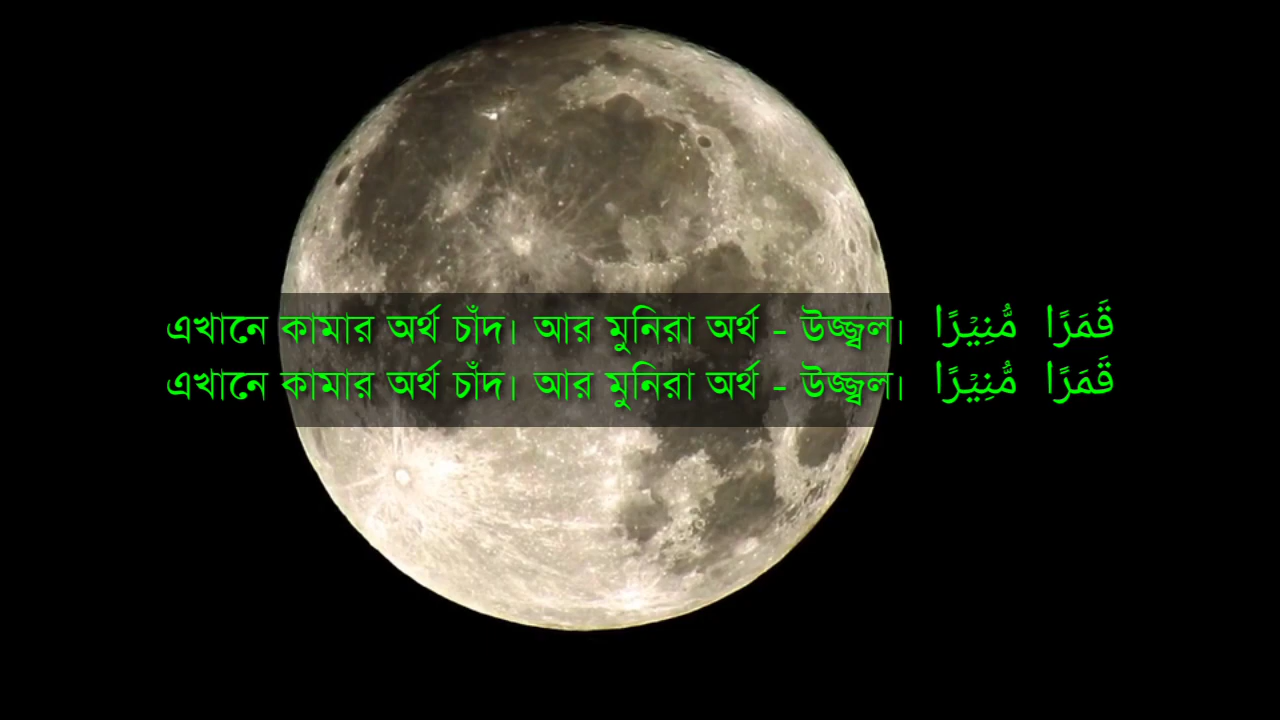 এখানে কামার অর্থ চাঁদ। আর মুনিরা অর্থ - উজ্জ্বল। قَمَرًا مُّنِيْرًا
এখানে কামার অর্থ চাঁদ। আর মুনিরা অর্থ - উজ্জ্বল। قَمَرًا مُّنِيْرًا